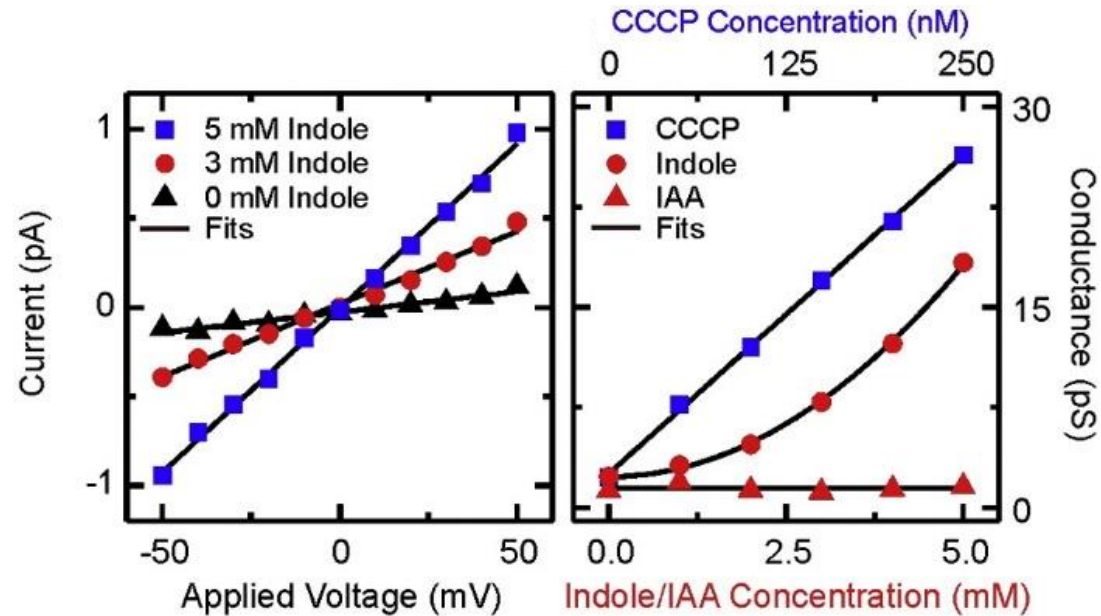 CCCP Concentration (nM)
0 125 250
1
0
-1
Current (pA)
5 mM Indole
3 mM Indole
0 mM Indole
Fits
-50 0 50
Applied Voltage (mV)
CCCP
Indole
IAA
Fits
30
15
0
Conductance (pS)
0.0 2.5 5.0
Indole/IAA Concentration (mM)